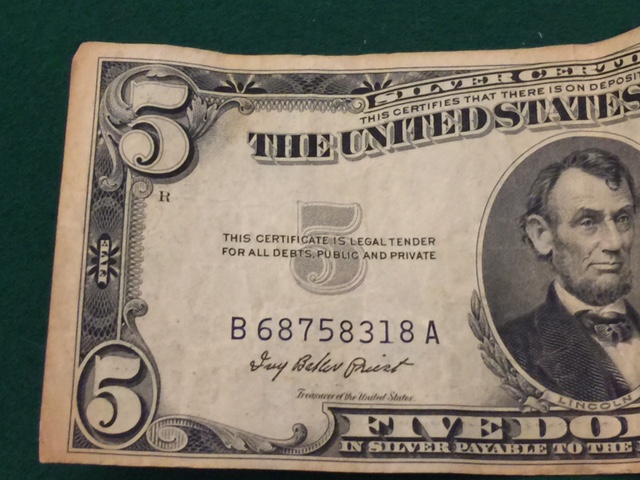 5
SILVER CERTI
THIS CERTIFIES THAT THERE IS ON DEPOSIT
THE UNITED STATES
R
5
THIS CERTIFICATE IS LEGAL TENDER
FOR ALL DEBTS, PUBLIC AND PRIVATE
FIVE
B 68758318 A
Ivy Baker Priest
Treasurer of the United States.
LINCOLN
5
FIVE DOL
IN SILVER PAYABLE TO THE